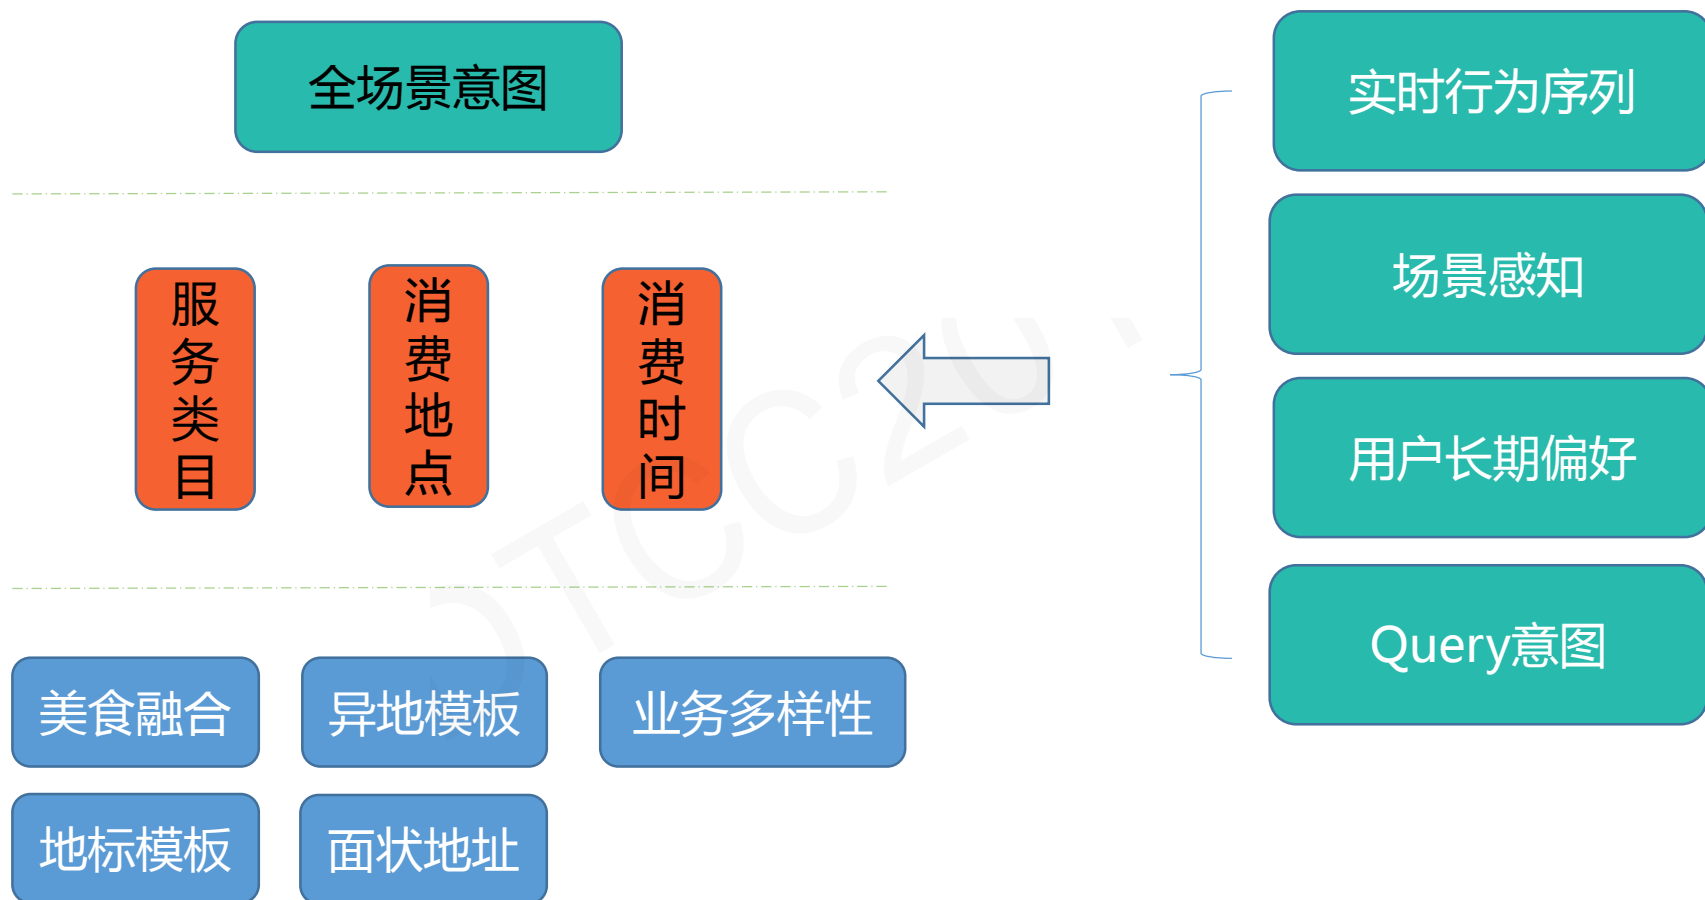 全场景意图
服务类目
消费地点
消费时间
美食融合
异地模板
业务多样性
地标模板
面状地址
实时行为序列
场景感知
用户长期偏好
Query意图